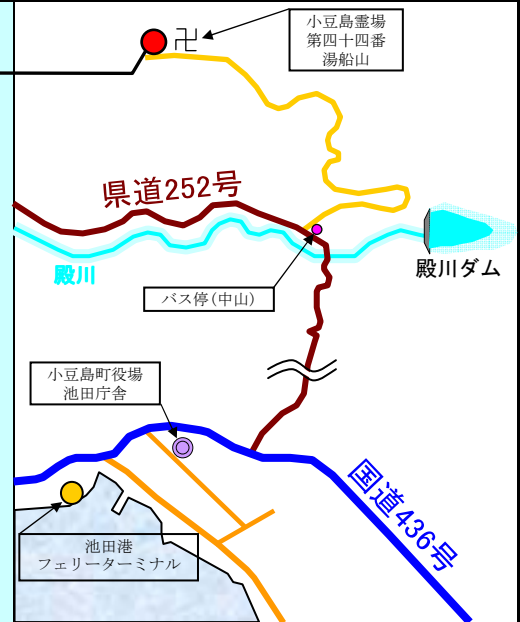 小豆島霊場
第四十四番
湯船山
卍
県道252号
殿川ダム
殿川
バス停(中山)
小豆島町役場
池田庁舎
国道436号
池田港
フェリーターミナル